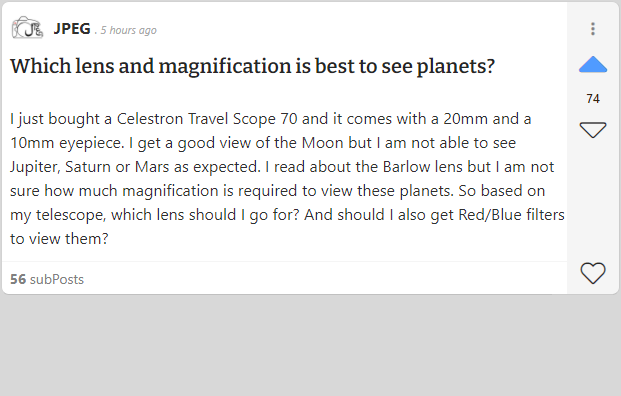 JPEG . 5 hours ago
Which lens and magnification is best to see planets?
74
I just bought a Celestron Travel Scope 70 and it comes with a 20mm and a
10mm eyepiece. I get a good view of the Moon but I am not able to see
Jupiter, Saturn or Mars as expected. I read about the Barlow lens but I am not
sure how much magnification is required to view these planets. So based on
my telescope, which lens should I go for? And should I also get Red/Blue filters
to view them?
56 subPosts